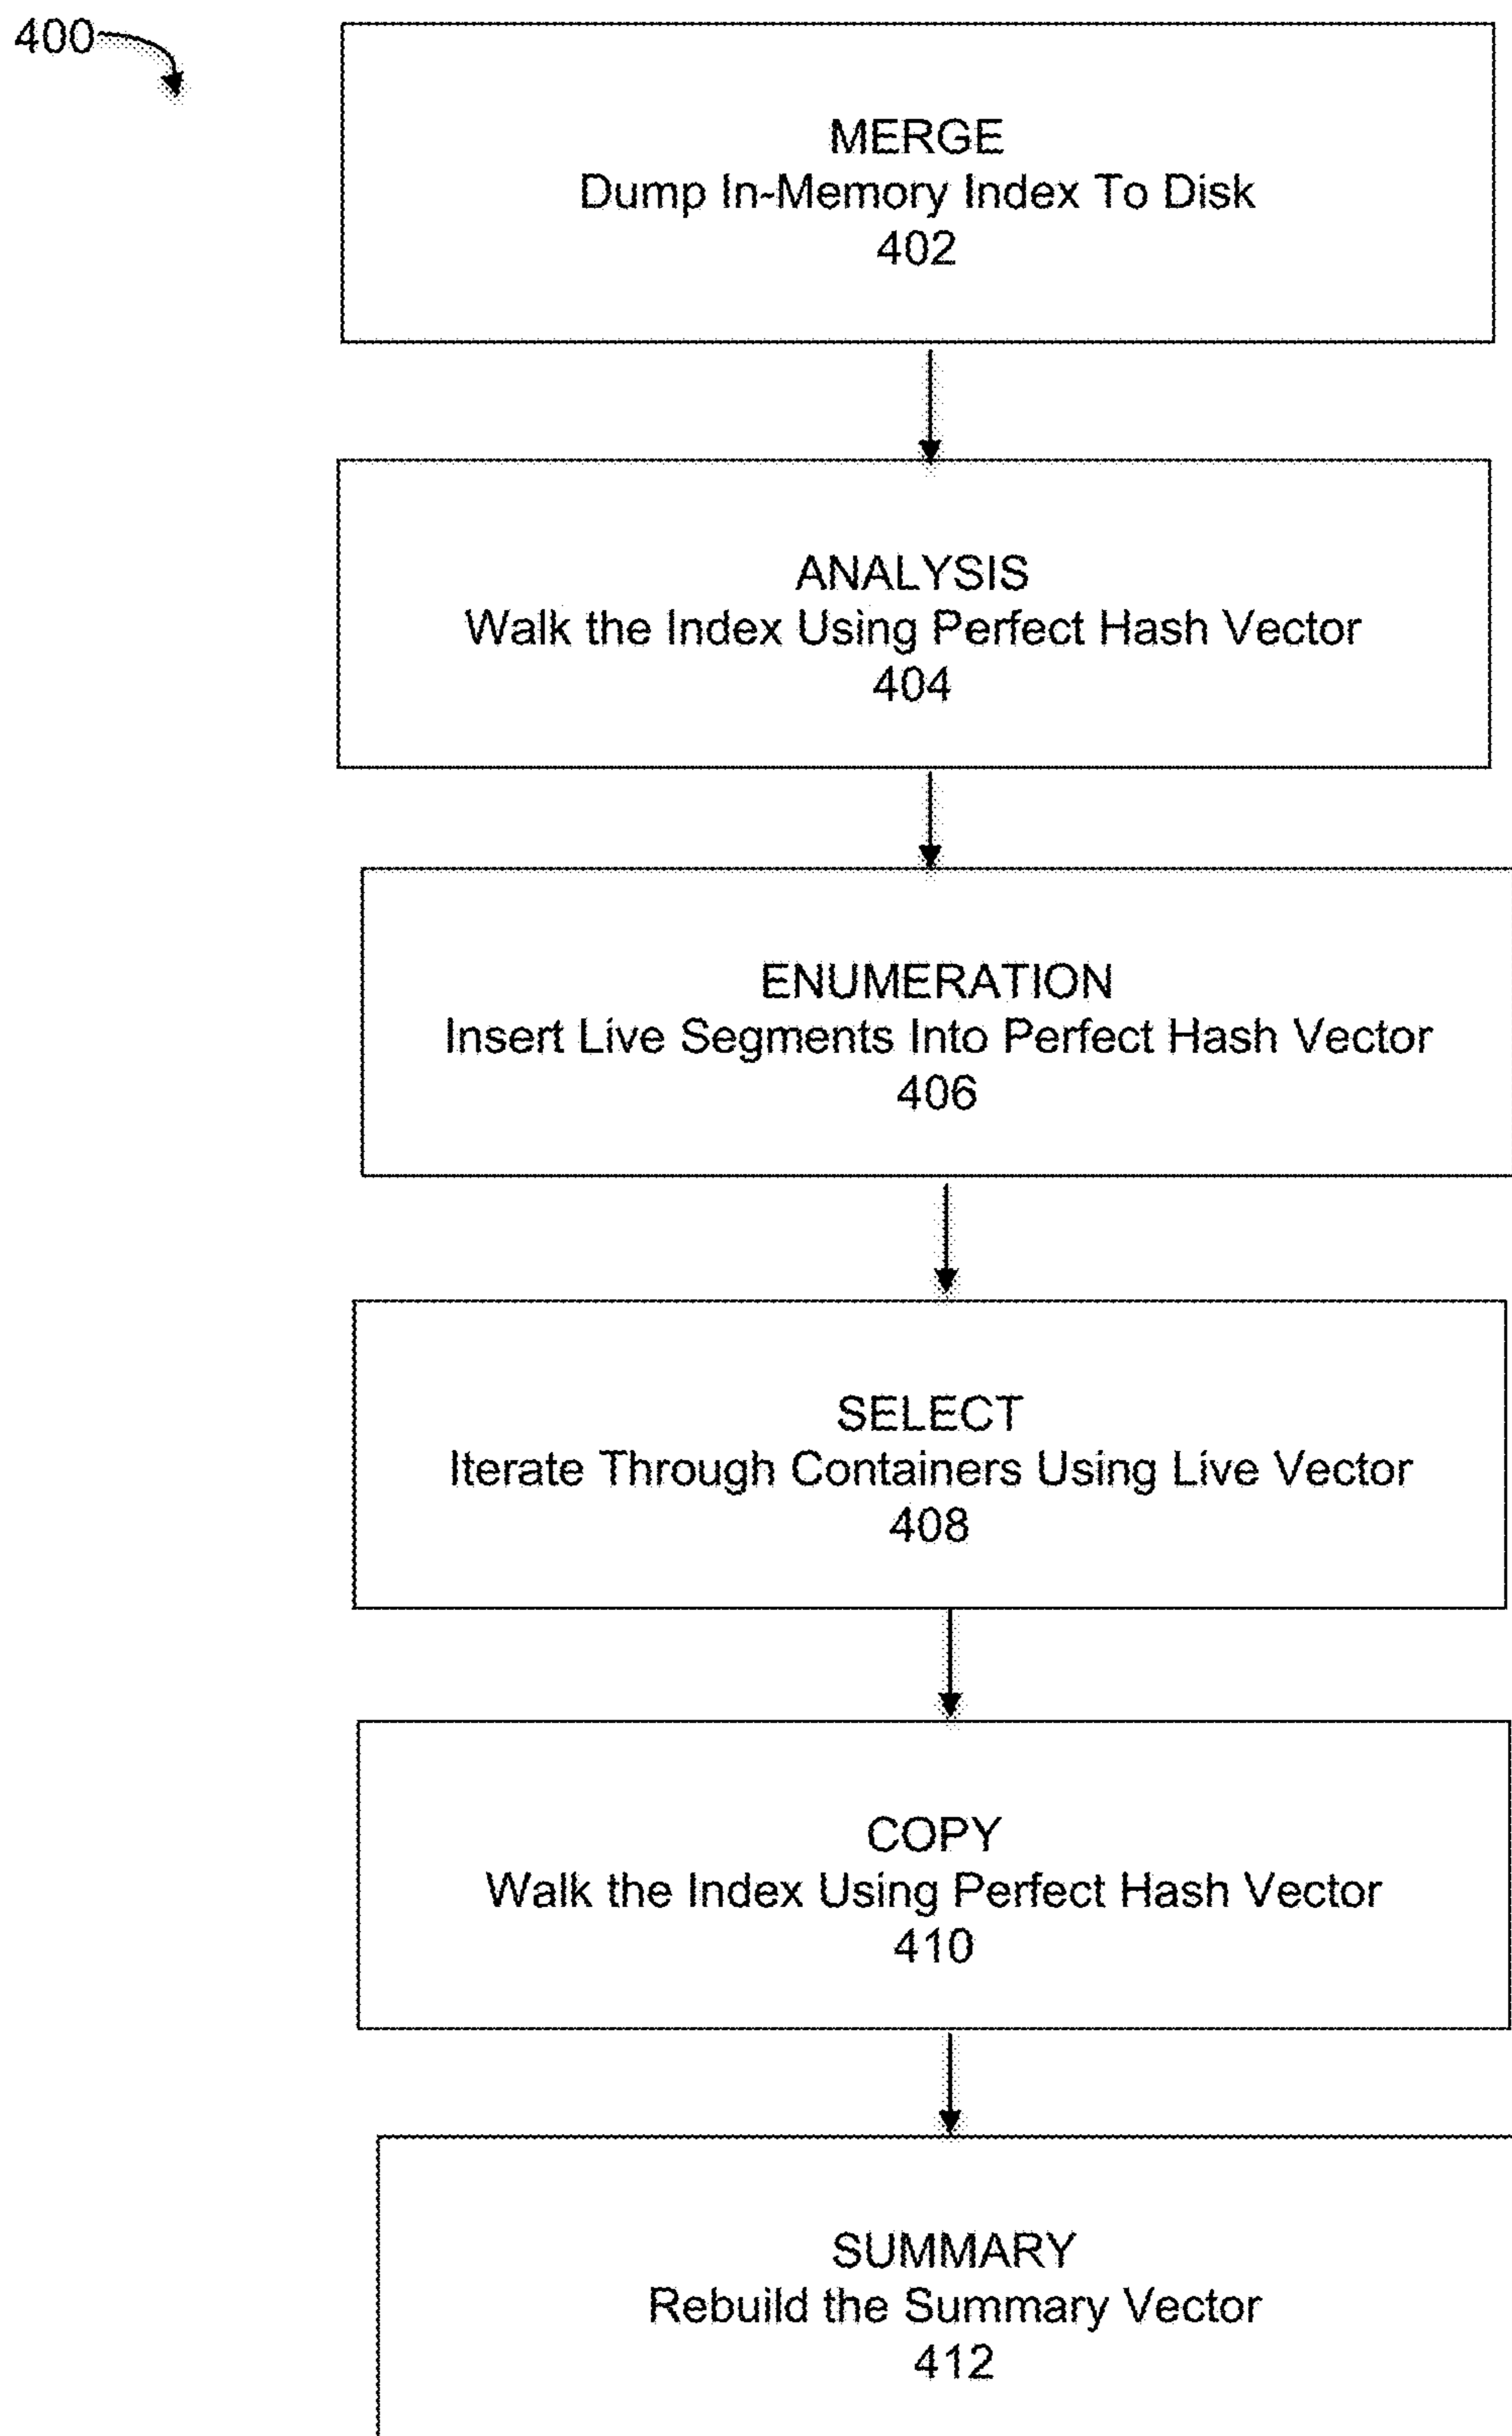 400
MERGE
Dump In-Memory Index To Disk
402
ANALYSIS
Walk the Index Using Perfect Hash Vector
404
ENUMERATION
Insert Live Segments Into Perfect Hash Vector
406
SELECT
Iterate Through Containers Using Live Vector
408
COPY
Walk the Index Using Perfect Hash Vector
410
SUMMARY
Rebuild the Summary Vector
412